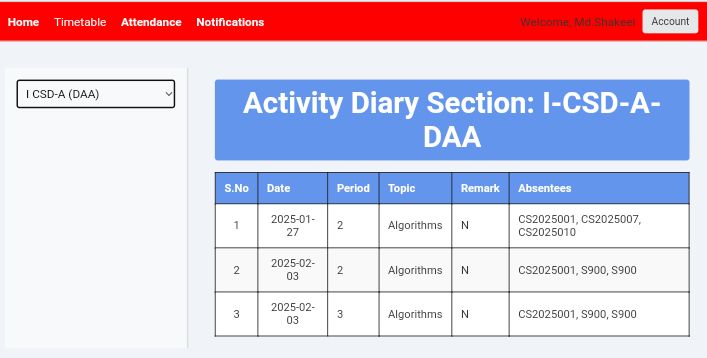 Home Timetable Attendance Notifications Welcome, Md.Shakeel Account
I CSD-A (DAA)
Activity Diary Section: I-CSD-A-
DAA
S.No Date Period Topic Remark Absentees
1 2025-01- 2 Algorithms N CS2025001, CS2025007,
27 CS2025010
2 2025-02- 2 Algorithms N CS2025001, S900, S900
03
3 2025-02- 3 Algorithms N CS2025001, S900, S900
03